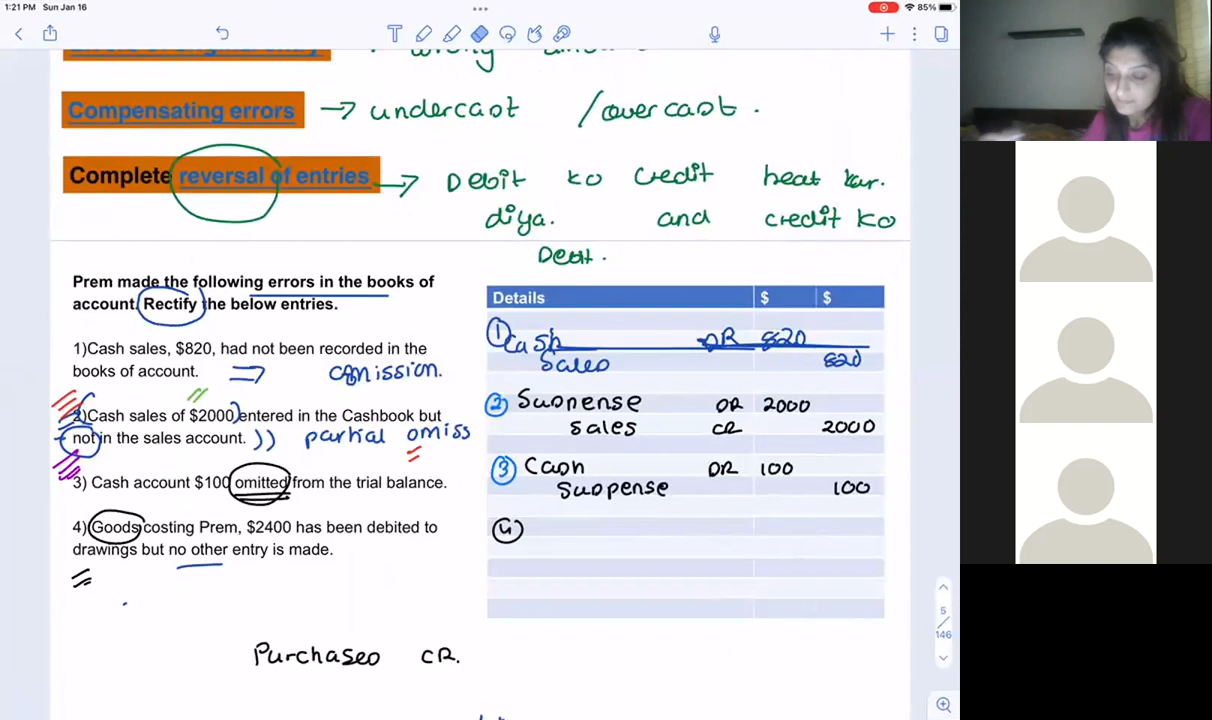 1:21 PM Sun Jan 16
85%
wrong
Compensating errors → undercast / overcast.
Complete reversal of entries → Debit ko credit heat kar.
diya. and credit ko
Debit.
Prem made the following errors in the books of
account. Rectify the below entries.
1)Cash sales, $820, had not been recorded in the
books of account. ⇒ omission.
2)Cash sales of $2000 entered in the Cashbook but
not in the sales account. )) partial omiss
3) Cash account $100 omitted from the trial balance.
4) Goods costing Prem, $2400 has been debited to
drawings but no other entry is made.
Purchases CR.
Details $ $
1 Cash DR 820
Sales 820
2 Suspense DR 2000
Sales CR 2000
3 Cash DR 100
Suspense 100
4
5
/
146